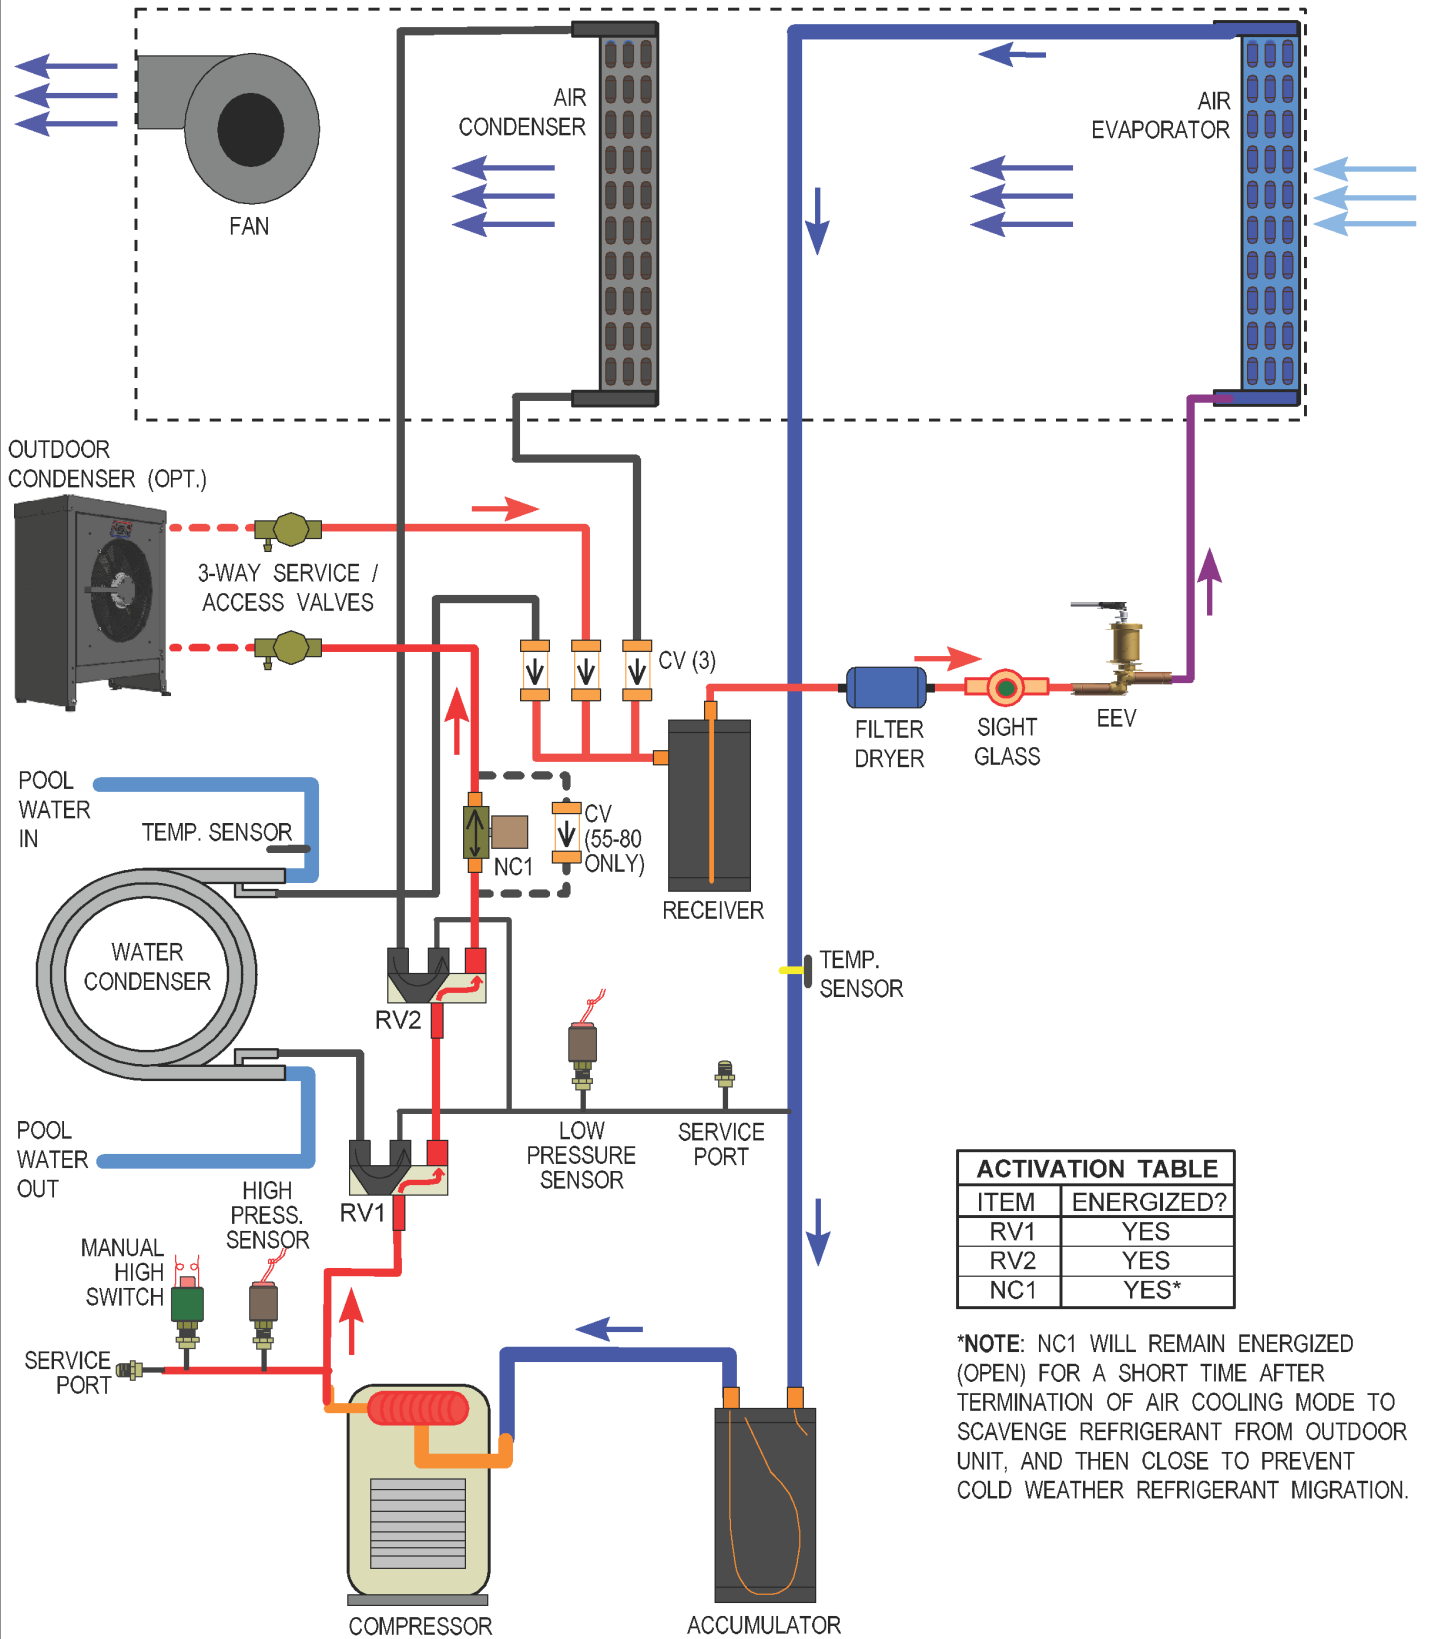 AIR
CONDENSER
AIR
EVAPORATOR
FAN
OUTDOOR
CONDENSER (OPT.)
3-WAY SERVICE /
ACCESS VALVES
CV (3)
FILTER
DRYER
SIGHT
GLASS
EEV
POOL
WATER
IN
TEMP. SENSOR
NC1
CV
(55-80
ONLY)
RECEIVER
WATER
CONDENSER
RV2
TEMP.
SENSOR
POOL
WATER
OUT
LOW
PRESSURE
SENSOR
SERVICE
PORT
RV1
HIGH
PRESS.
SENSOR
MANUAL
HIGH
SWITCH
SERVICE
PORT
COMPRESSOR
ACCUMULATOR
ACTIVATION TABLE
ITEM ENERGIZED?
RV1 YES
RV2 YES
NC1 YES*
*NOTE: NC1 WILL REMAIN ENERGIZED
(OPEN) FOR A SHORT TIME AFTER
TERMINATION OF AIR COOLING MODE TO
SCAVENGE REFRIGERANT FROM OUTDOOR
UNIT, AND THEN CLOSE TO PREVENT
COLD WEATHER REFRIGERANT MIGRATION.